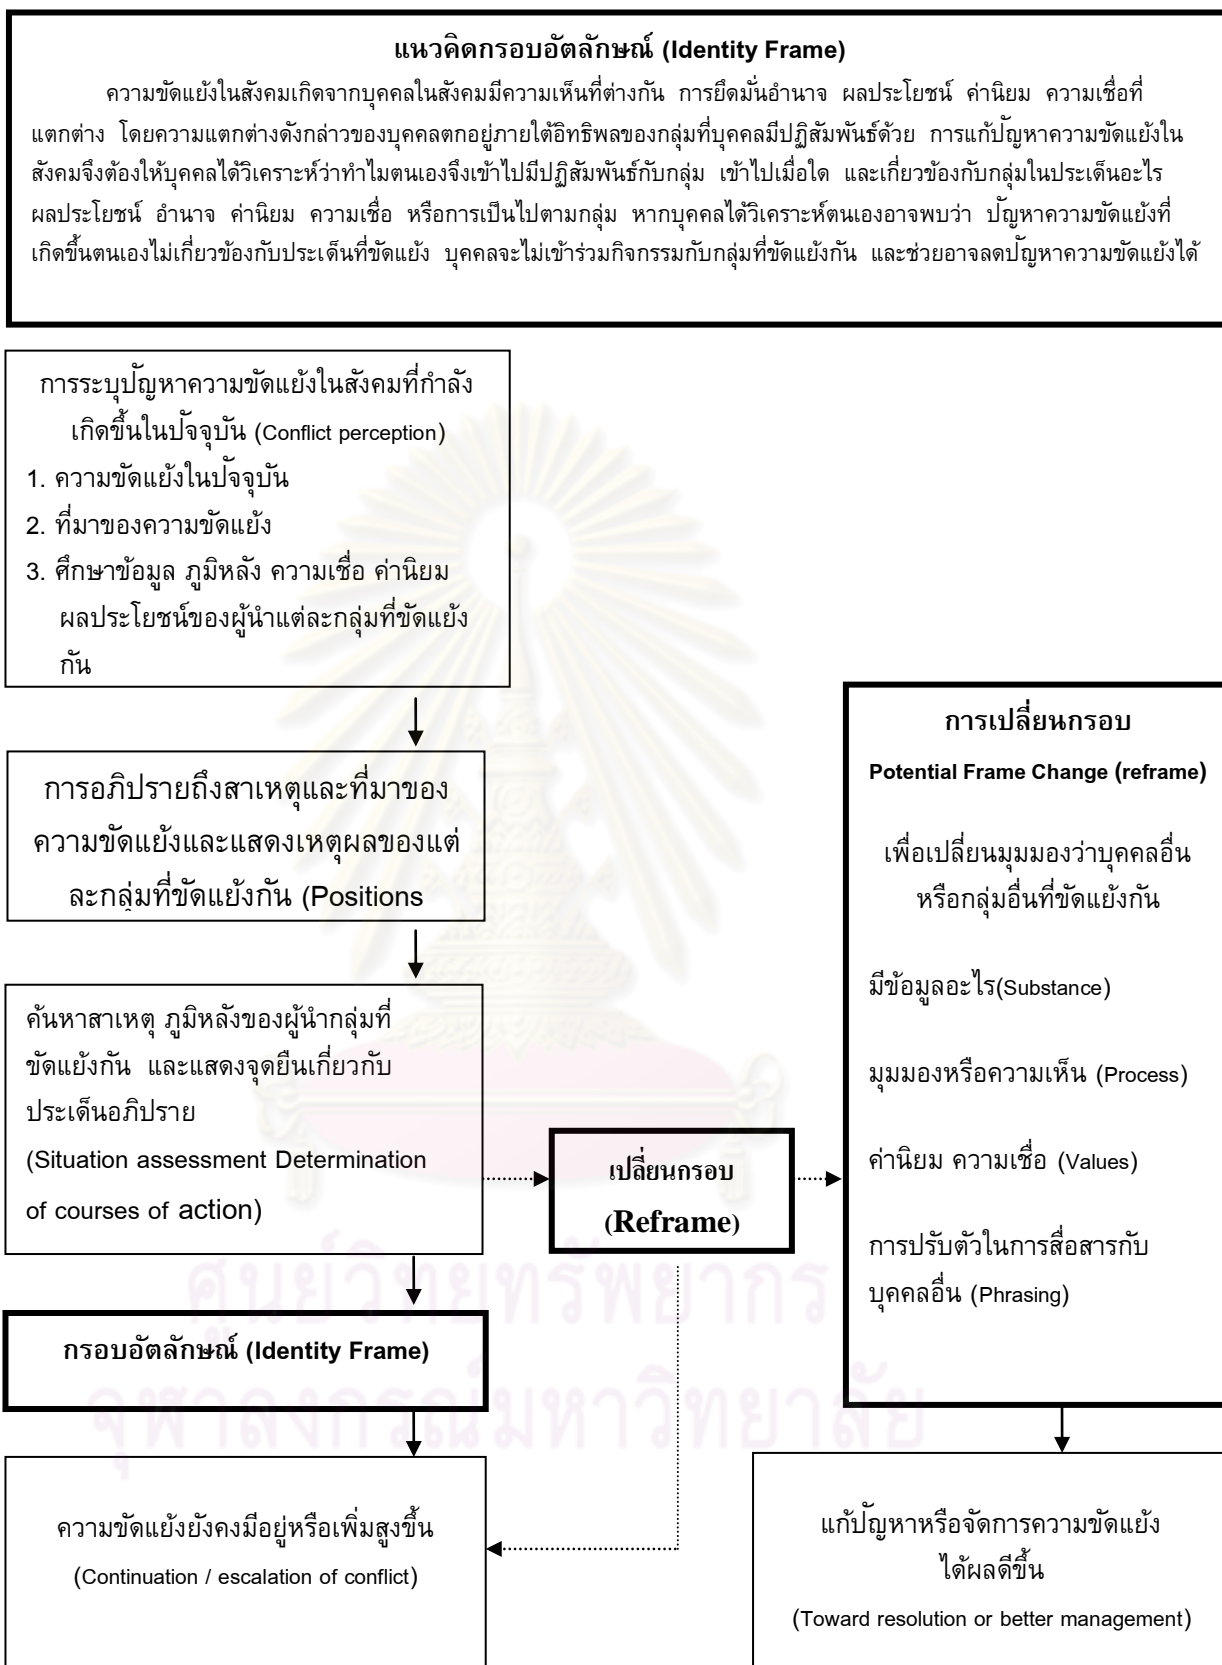 แนวคิดกรอบอัตลักษณ์ (Identity Frame)
ความขัดแย้งในสังคมเกิดจากบุคคลในสังคมมีความเห็นที่ต่างกัน การยึดมั่นอำนาจ ผลประโยชน์ ค่านิยม ความเชื่อที่
แตกต่าง โดยความแตกต่างดังกล่าวของบุคคลตกอยู่ภายใต้อิทธิพลของกลุ่มที่บุคคลมีปฏิสัมพันธ์ด้วย การแก้ปัญหาความขัดแย้งใน
สังคมจึงต้องให้บุคคลได้วิเคราะห์ว่าทำไมตนเองจึงเข้าไปมีปฏิสัมพันธ์กับกลุ่ม เข้าไปเมื่อใด และเกี่ยวข้องกับกลุ่มในประเด็นอะไร
ผลประโยชน์ อำนาจ ค่านิยม ความเชื่อ หรือการเป็นไปตามกลุ่ม หากบุคคลได้วิเคราะห์ตนเองอาจพบว่า ปัญหาความขัดแย้งที่
เกิดขึ้นตนเองไม่เกี่ยวข้องกับประเด็นที่ขัดแย้ง บุคคลจะไม่เข้าร่วมกิจกรรมกับกลุ่มที่ขัดแย้งกัน และช่วยอาจลดปัญหาความขัดแย้งได้
การระบุปัญหาความขัดแย้งในสังคมที่กำลัง
เกิดขึ้นในปัจจุบัน (Conflict perception)
1. ความขัดแย้งในปัจจุบัน
2. ที่มาของความขัดแย้ง
3. ศึกษาข้อมูล ภูมิหลัง ความเชื่อ ค่านิยม
ผลประโยชน์ของผู้นำแต่ละกลุ่มที่ขัดแย้ง
กัน
การอภิปรายถึงสาเหตุและที่มาของ
ความขัดแย้งและแสดงเหตุผลของแต่
ละกลุ่มที่ขัดแย้งกัน (Positions
ค้นหาสาเหตุ ภูมิหลังของผู้นำกลุ่มที่
ขัดแย้งกัน และแสดงจุดยืนเกี่ยวกับ
ประเด็นอภิปราย
(Situation assessment Determination
of courses of action)
เปลี่ยนกรอบ
(Reframe)
การเปลี่ยนกรอบ
Potential Frame Change (reframe)
เพื่อเปลี่ยนมุมมองว่าบุคคลอื่น
หรือกลุ่มอื่นที่ขัดแย้งกัน
มีข้อมูลอะไร(Substance)
มุมมองหรือความเห็น (Process)
ค่านิยม ความเชื่อ (Values)
การปรับตัวในการสื่อสารกับ
บุคคลอื่น (Phrasing)
กรอบอัตลักษณ์ (Identity Frame)
ความขัดแย้งยังคงมีอยู่หรือเพิ่มสูงขึ้น
(Continuation / escalation of conflict)
แก้ปัญหาหรือจัดการความขัดแย้ง
ได้ผลดีขึ้น
(Toward resolution or better management)
ศูนย์วิทยทรัพยากร
จุฬาลงกรณ์มหาวิทยาลัย